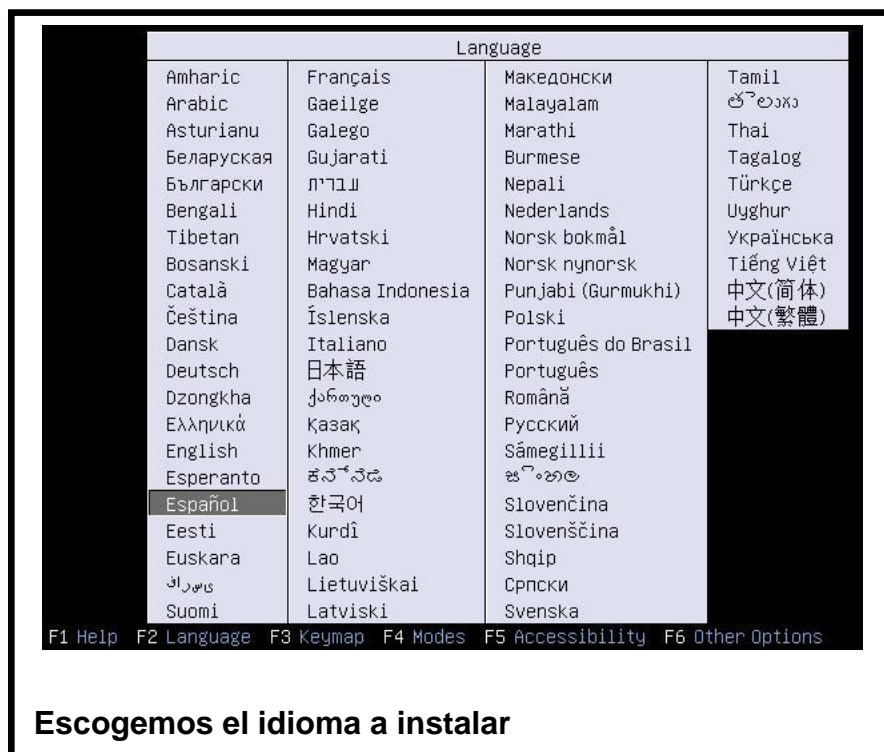 Language
Amharic
Arabic
Asturianu
Беларуская
Български
Bengali
Tibetan
Bosanski
Català
Čeština
Dansk
Deutsch
Dzongkha
Ελληνικά
English
Esperanto
Español
Eesti
Euskara
فارسی
Suomi
Français
Gaeilge
Galego
Gujarati
עברית
Hindi
Hrvatski
Magyar
Bahasa Indonesia
Íslenska
Italiano
日本語
ქართული
Қазақ
Khmer
ಕನ್ನಡ
한국어
Kurdî
Lao
Lietuviškai
Latviski
Македонски
Malayalam
Marathi
Burmese
Nepali
Nederlands
Norsk bokmål
Norsk nynorsk
Punjabi (Gurmukhi)
Polski
Português do Brasil
Português
Română
Русский
Sámegillii
සිංහල
Slovenčina
Slovenščina
Shqip
Српски
Svenska
Tamil
తెలుగు
Thai
Tagalog
Türkçe
Uyghur
Українська
Tiếng Việt
中文(简体)
中文(繁體)
F1 Help F2 Language F3 Keymap F4 Modes F5 Accessibility F6 Other Options
Escogemos el idioma a instalar